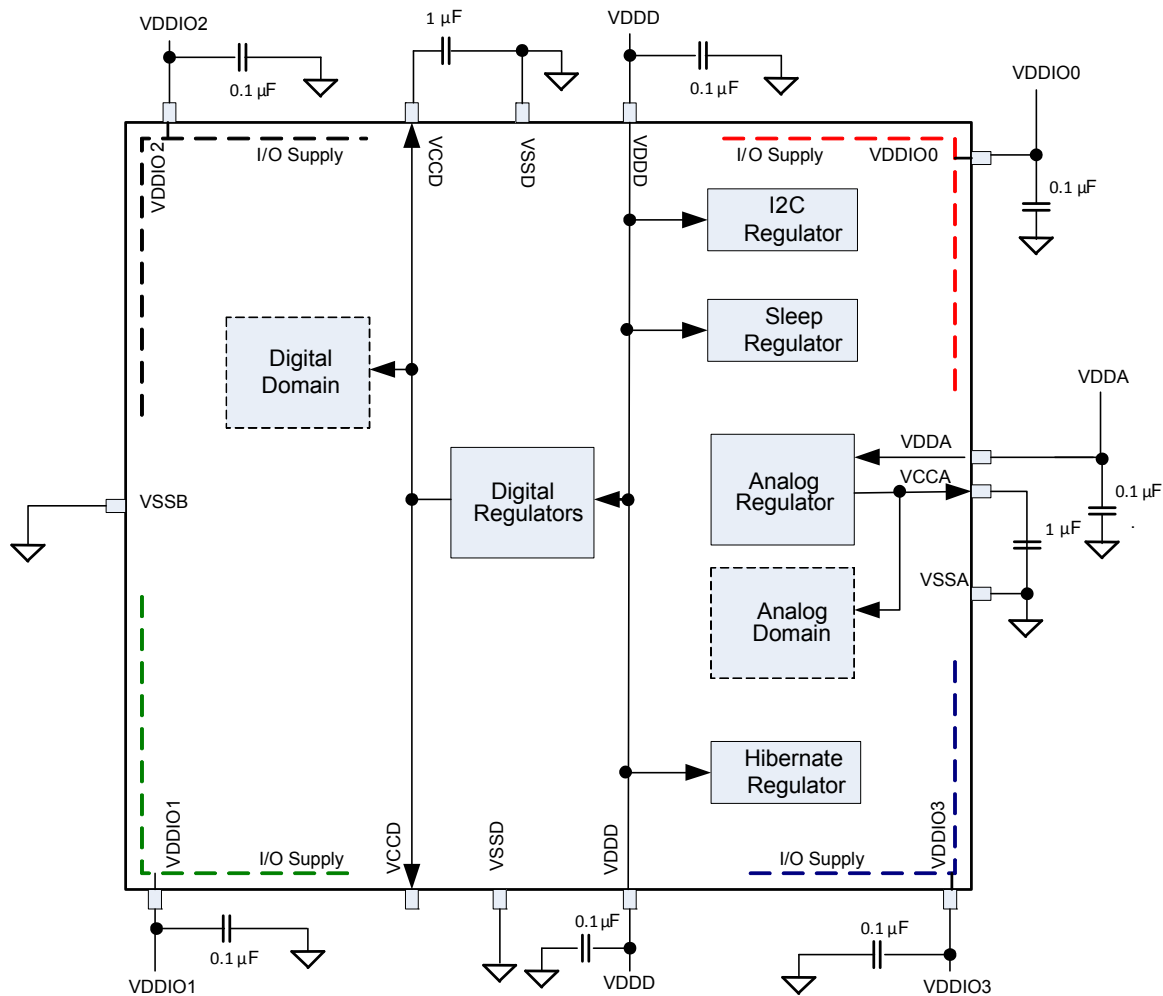 VDDIO2
1 µF
VDDD
0.1 µF
0.1 µF
VDDIO0
0.1 µF
VDDIO2
I/O Supply
VCCD
VSSD
VDDD
I/O Supply
VDDIO0
I2C
Regulator
Sleep
Regulator
Digital
Domain
VDDA
VDDA
VCCA
Analog
Regulator
Digital
Regulators
0.1 µF
.
1 µF
VSSB
VSSA
Analog
Domain
Hibernate
Regulator
VDDIO1
I/O Supply
VCCD
VSSD
VDDD
I/O Supply
VDDIO3
0.1 µF
0.1 µF
0.1 µF
VDDIO1
VDDD
VDDIO3